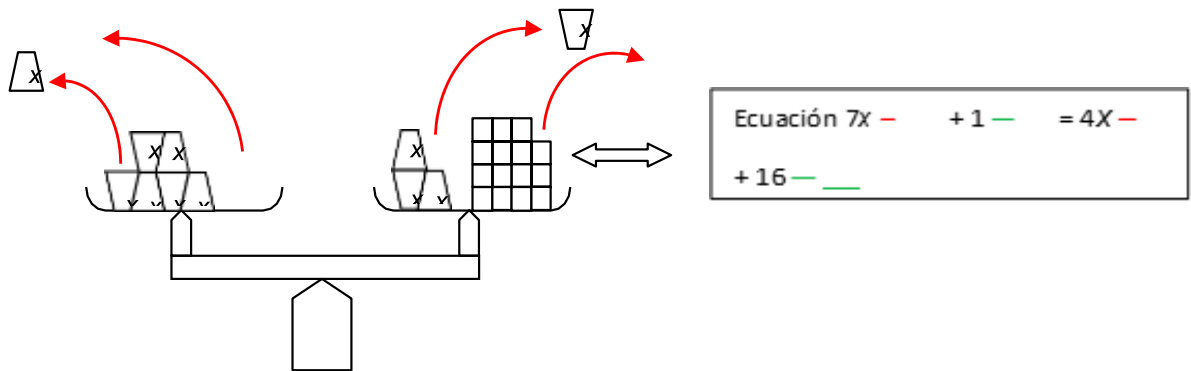 x
x
x x
x
x x x x
x x
Ecuación 7x – + 1 — = 4X –
+ 16 — ___